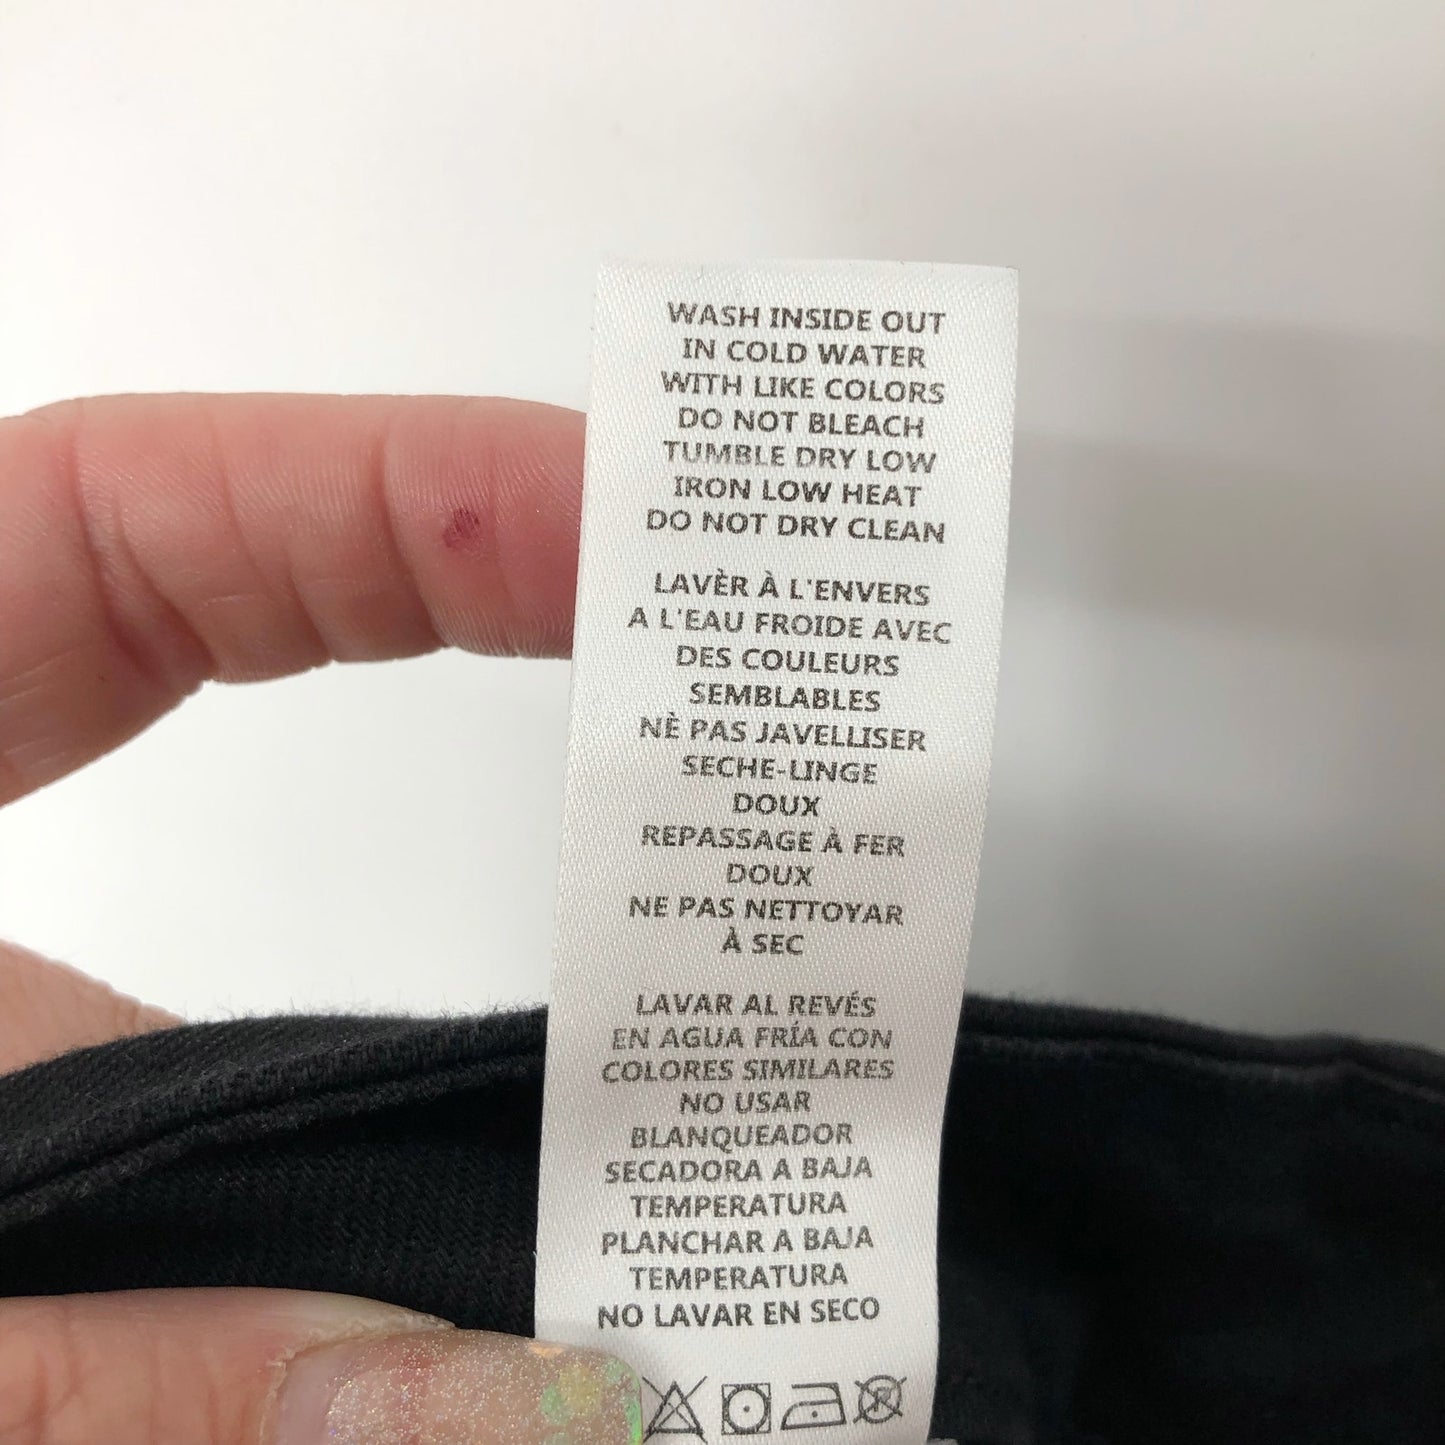 WASH INSIDE OUT
IN COLD WATER
WITH LIKE COLORS
DO NOT BLEACH
TUMBLE DRY LOW
IRON LOW HEAT
DO NOT DRY CLEAN
LAVÈR À L'ENVERS
A L'EAU FROIDE AVEC
DES COULEURS
SEMBLABLES
NÈ PAS JAVELLISER
SECHE-LINGE
DOUX
REPASSAGE À FER
DOUX
NE PAS NETTOYAR
À SEC
LAVAR AL REVÉS
EN AGUA FRÍA CON
COLORES SIMILARES
NO USAR
BLANQUEADOR
SECADORA A BAJA
TEMPERATURA
PLANCHAR A BAJA
TEMPERATURA
NO LAVAR EN SECO